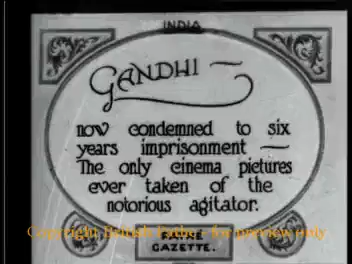 INDIA
GANDHI —
now condemned to six
years imprisonment —
The only cinema pictures
ever taken of the
notorious agitator.
Copyright British Pathe - for preview only
GAZETTE.